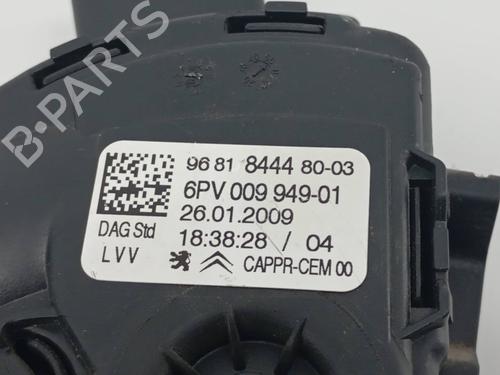 96 81 8444 80-03
6PV 009 949-01
26.01.2009
DAG Std
18:38:28 / 04
LVV
CAPPR-CEM 00
B-PARTS